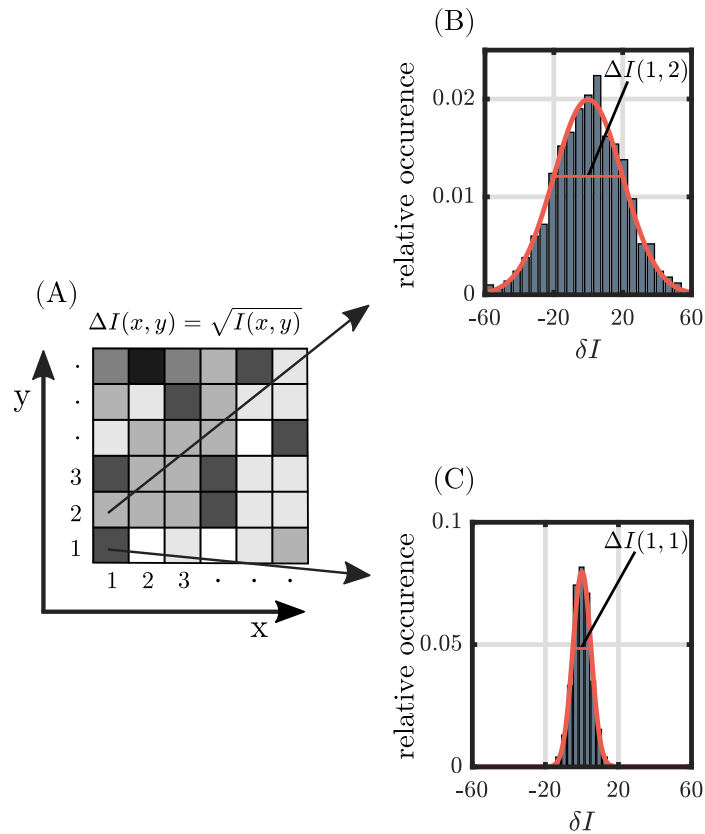 (A)
ΔI(x, y) = √I(x, y)
y
·
·
·
3
2
1
1 2 3 · · ·
x
(B)
relative occurence
ΔI(1, 2)
0.02
0.01
0
-60 -20 20 60
δI
(C)
relative occurence
ΔI(1, 1)
0.1
0.05
0
-60 -20 20 60
δI